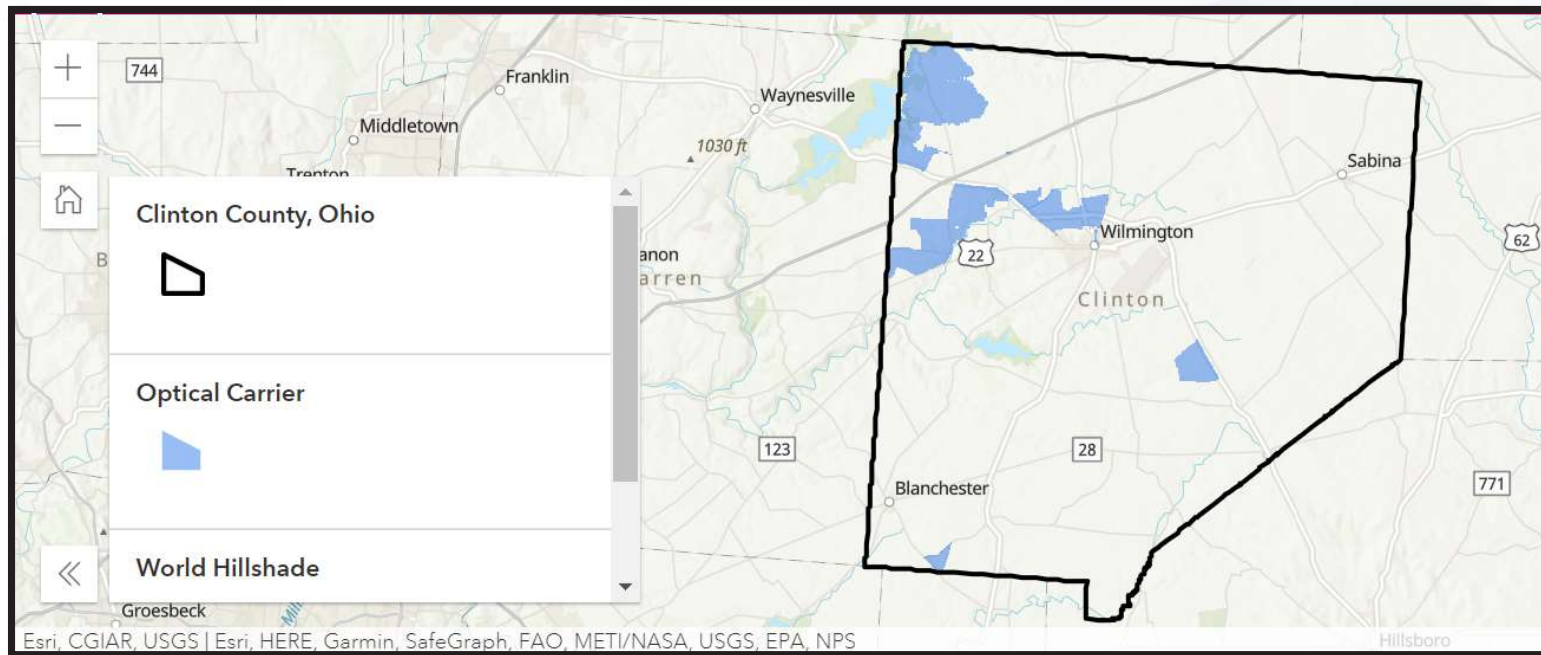 744
Franklin
Waynesville
Middletown
1030 ft
Sabina
Trenton
Clinton County, Ohio
Wilmington
62
22
anon
B
arren
Clinton
Optical Carrier
123
28
771
Blanchester
World Hillshade
Groesbeck
Esri, CGIAR, USGS | Esri, HERE, Garmin, SafeGraph, FAO, METI/NASA, USGS, EPA, NPS
Hillsboro